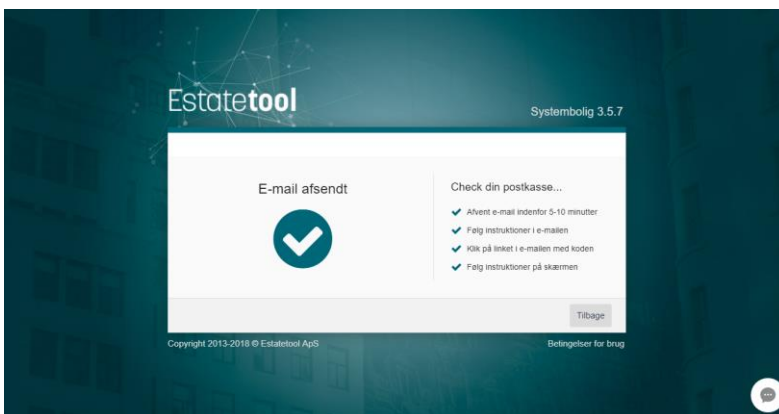 Estatetool
Systembolig 3.5.7
E-mail afsendt
Check din postkasse...
Afvent e-mail indenfor 5-10 minutter
Følg instruktioner i e-mailen
Klik på linket i e-mailen med koden
Følg instruktioner på skærmen
Tilbage
Copyright 2013-2018 © Estatetool ApS
Betingelser for brug